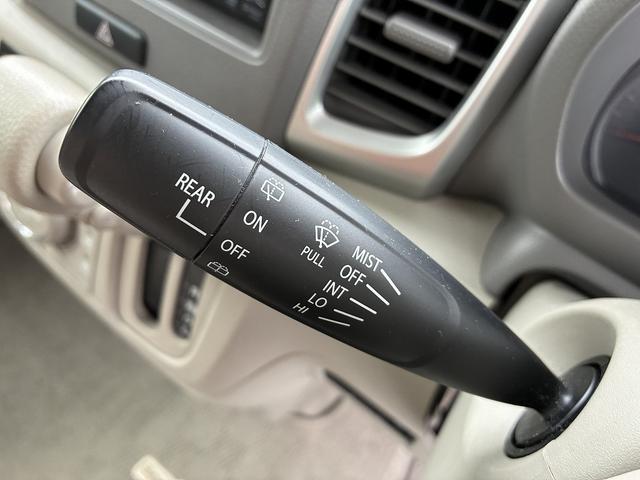 REAR
ON
OFF
PULL
MIST
OFF
INT
LO
HI